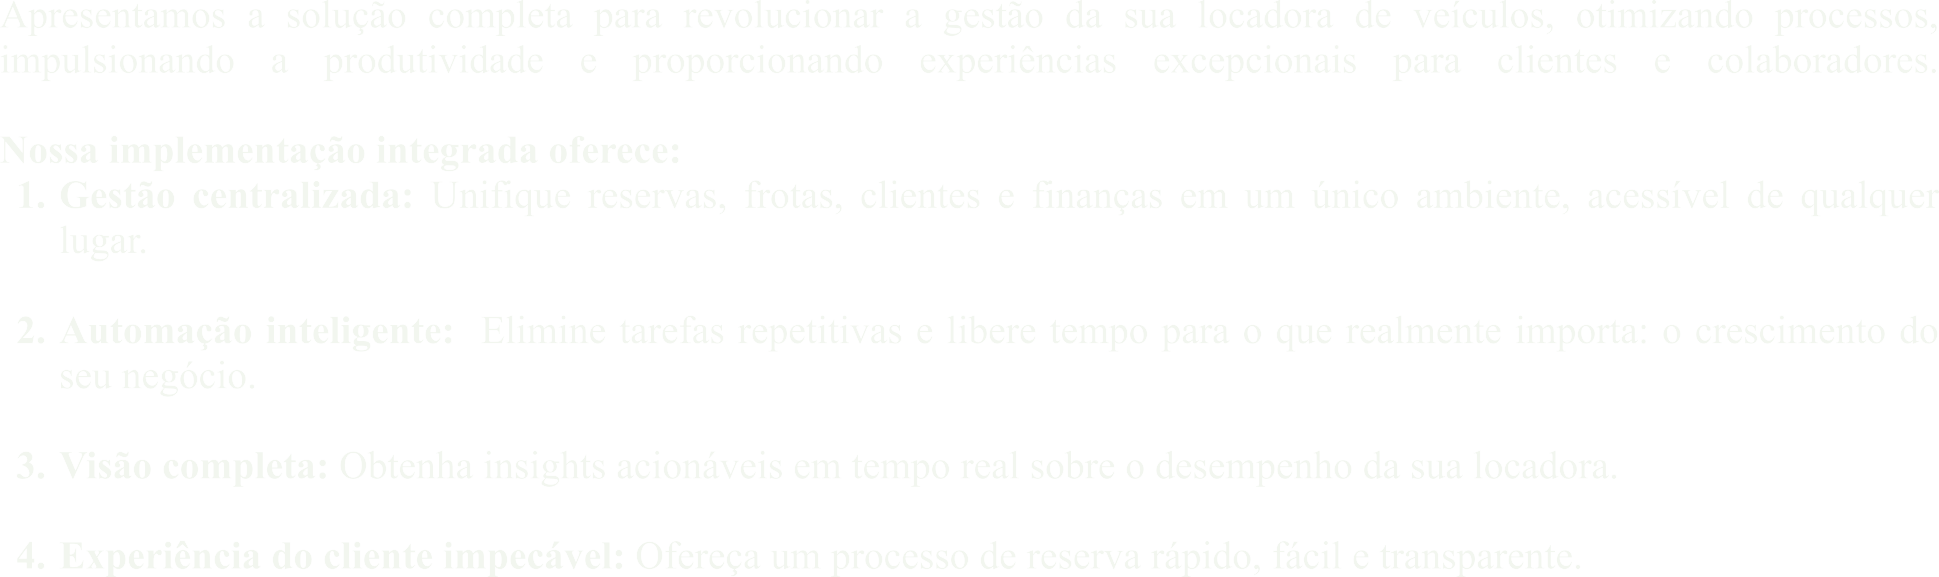 Apresentamos a solução completa para revolucionar a gestão da sua locadora de veículos, otimizando processos,
impulsionando a produtividade e proporcionando experiências excepcionais para clientes e colaboradores.
Nossa implementação integrada oferece:
1. Gestão centralizada: Unifique reservas, frotas, clientes e finanças em um único ambiente, acessível de qualquer
lugar.
2. Automação inteligente: Elimine tarefas repetitivas e libere tempo para o que realmente importa: o crescimento do
seu negócio.
3. Visão completa: Obtenha insights acionáveis em tempo real sobre o desempenho da sua locadora.
4. Experiência do cliente impecável: Ofereça um processo de reserva rápido, fácil e transparente.